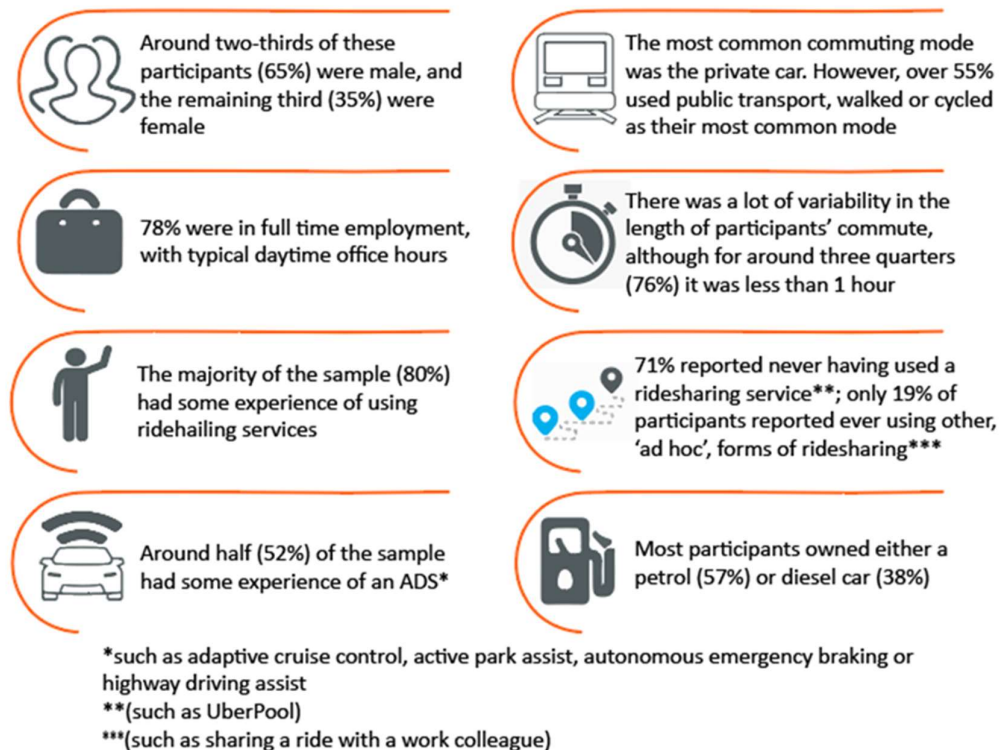 Around two-thirds of these
participants (65%) were male, and
the remaining third (35%) were
female
The most common commuting mode
was the private car. However, over 55%
used public transport, walked or cycled
as their most common mode
78% were in full time employment,
with typical daytime office hours
There was a lot of variability in the
length of participants' commute,
although for around three quarters
(76%) it was less than 1 hour
The majority of the sample (80%)
had some experience of using
ridehailing services
71% reported never having used a
ridesharing service**; only 19% of
participants reported ever using other,
‘ad hoc’, forms of ridesharing***
Around half (52%) of the sample
had some experience of an ADS*
Most participants owned either a
petrol (57%) or diesel car (38%)
*such as adaptive cruise control, active park assist, autonomous emergency braking or
highway driving assist
**(such as UberPool)
***(such as sharing a ride with a work colleague)